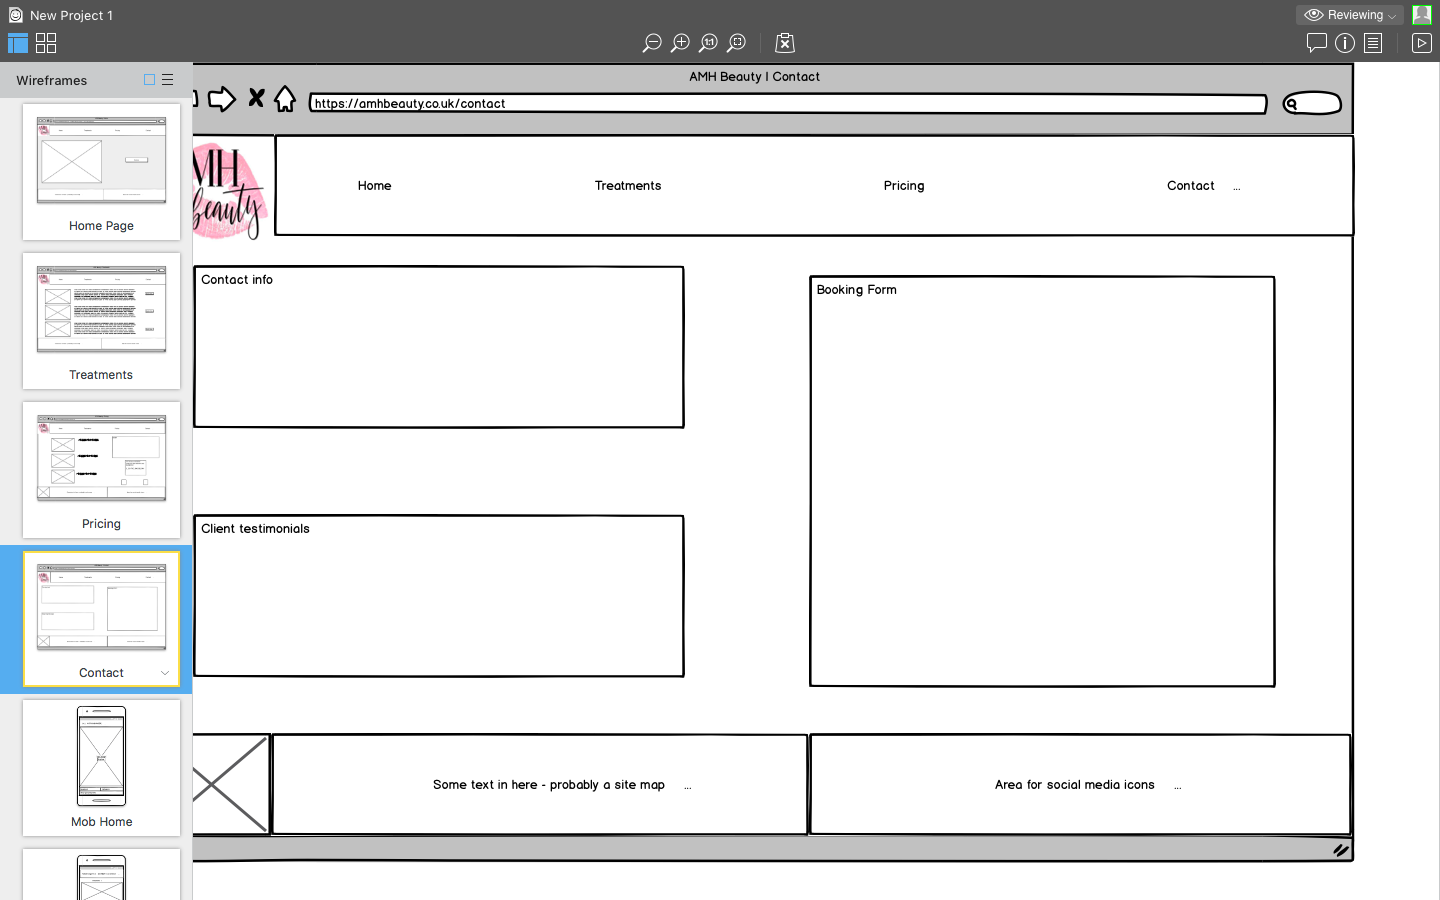 New Project 1
Reviewing
1:1
Wireframes
Home Page
Treatments
Pricing
Contact
Mob Home
AMH Beauty | Contact
https://amhbeauty.co.uk/contact
MH
beauty
Home
Treatments
Pricing
Contact ...
Contact info
Booking Form
Client testimonials
Some text in here - probably a site map ...
Area for social media icons ...